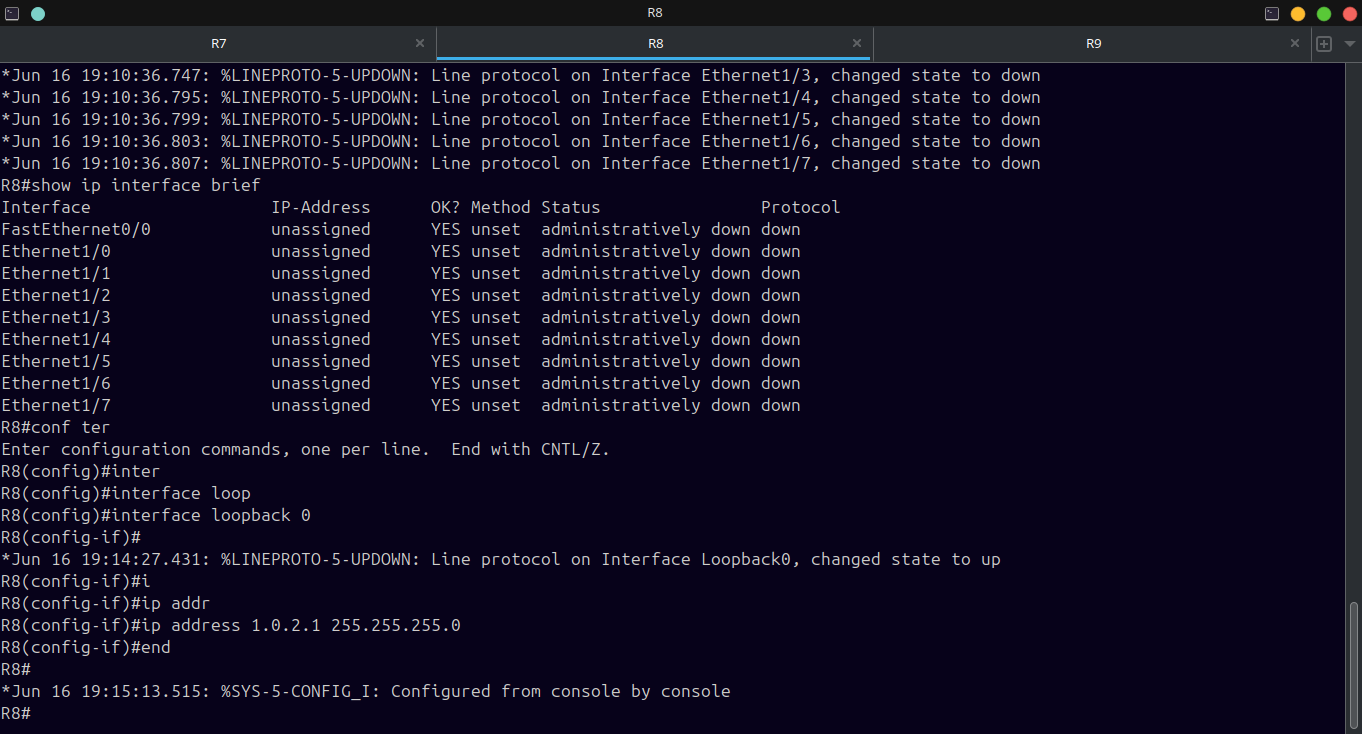 R8
R7
R8
R9
*Jun 16 19:10:36.747: %LINEPROTO-5-UPDOWN: Line protocol on Interface Ethernet1/3, changed state to down
*Jun 16 19:10:36.795: %LINEPROTO-5-UPDOWN: Line protocol on Interface Ethernet1/4, changed state to down
*Jun 16 19:10:36.799: %LINEPROTO-5-UPDOWN: Line protocol on Interface Ethernet1/5, changed state to down
*Jun 16 19:10:36.803: %LINEPROTO-5-UPDOWN: Line protocol on Interface Ethernet1/6, changed state to down
*Jun 16 19:10:36.807: %LINEPROTO-5-UPDOWN: Line protocol on Interface Ethernet1/7, changed state to down
R8#show ip interface brief
Interface                  IP-Address      OK? Method Status                Protocol
FastEthernet0/0            unassigned      YES unset  administratively down down
Ethernet1/0                unassigned      YES unset  administratively down down
Ethernet1/1                unassigned      YES unset  administratively down down
Ethernet1/2                unassigned      YES unset  administratively down down
Ethernet1/3                unassigned      YES unset  administratively down down
Ethernet1/4                unassigned      YES unset  administratively down down
Ethernet1/5                unassigned      YES unset  administratively down down
Ethernet1/6                unassigned      YES unset  administratively down down
Ethernet1/7                unassigned      YES unset  administratively down down
R8#conf ter
Enter configuration commands, one per line.  End with CNTL/Z.
R8(config)#inter
R8(config)#interface loop
R8(config)#interface loopback 0
R8(config-if)#
*Jun 16 19:14:27.431: %LINEPROTO-5-UPDOWN: Line protocol on Interface Loopback0, changed state to up
R8(config-if)#i
R8(config-if)#ip addr
R8(config-if)#ip address 1.0.2.1 255.255.255.0
R8(config-if)#end
R8#
*Jun 16 19:15:13.515: %SYS-5-CONFIG_I: Configured from console by console
R8#